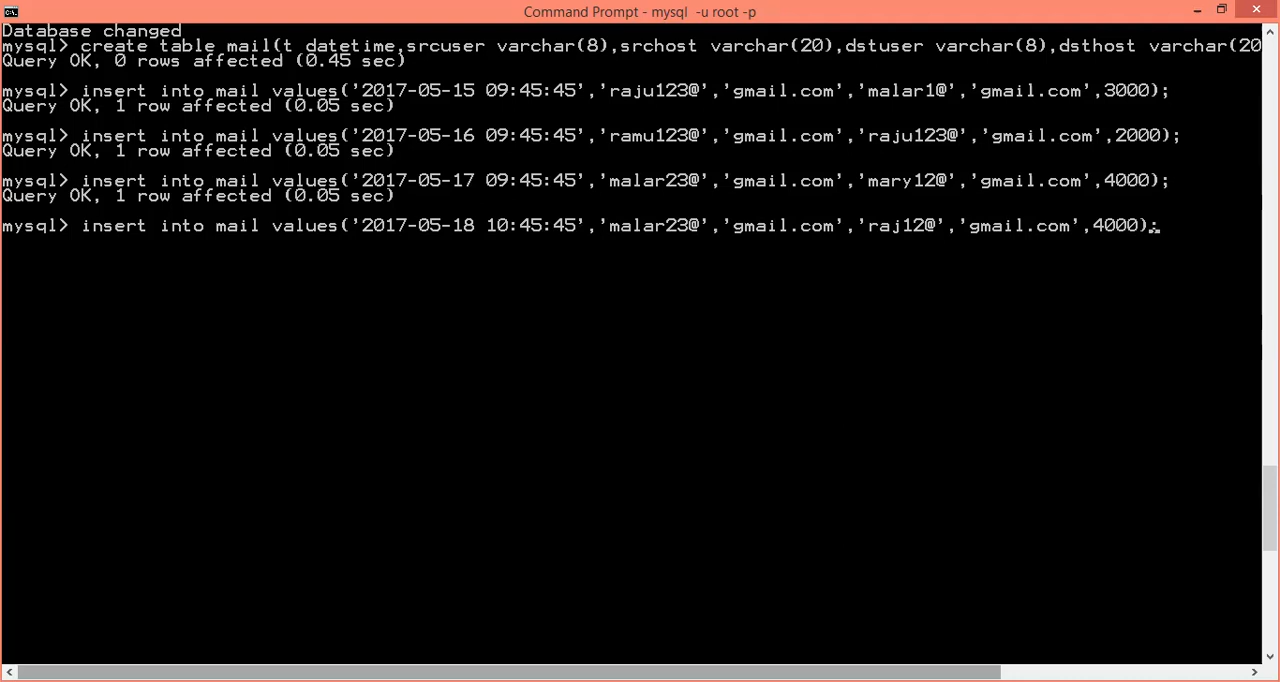 Command Prompt - mysql -u root -p
Database changed
mysql> create table mail(t datetime,srcuser varchar(8),srchost varchar(20),dstuser varchar(8),dsthost varchar(20
Query OK, 0 rows affected (0.45 sec)
mysql> insert into mail values('2017-05-15 09:45:45','raju123@','gmail.com','malar1@','gmail.com',3000);
Query OK, 1 row affected (0.05 sec)
mysql> insert into mail values('2017-05-16 09:45:45','ramu123@','gmail.com','raju123@','gmail.com',2000);
Query OK, 1 row affected (0.05 sec)
mysql> insert into mail values('2017-05-17 09:45:45','malar23@','gmail.com','mary12@','gmail.com',4000);
Query OK, 1 row affected (0.05 sec)
mysql> insert into mail values('2017-05-18 10:45:45','malar23@','gmail.com','raj12@','gmail.com',4000);